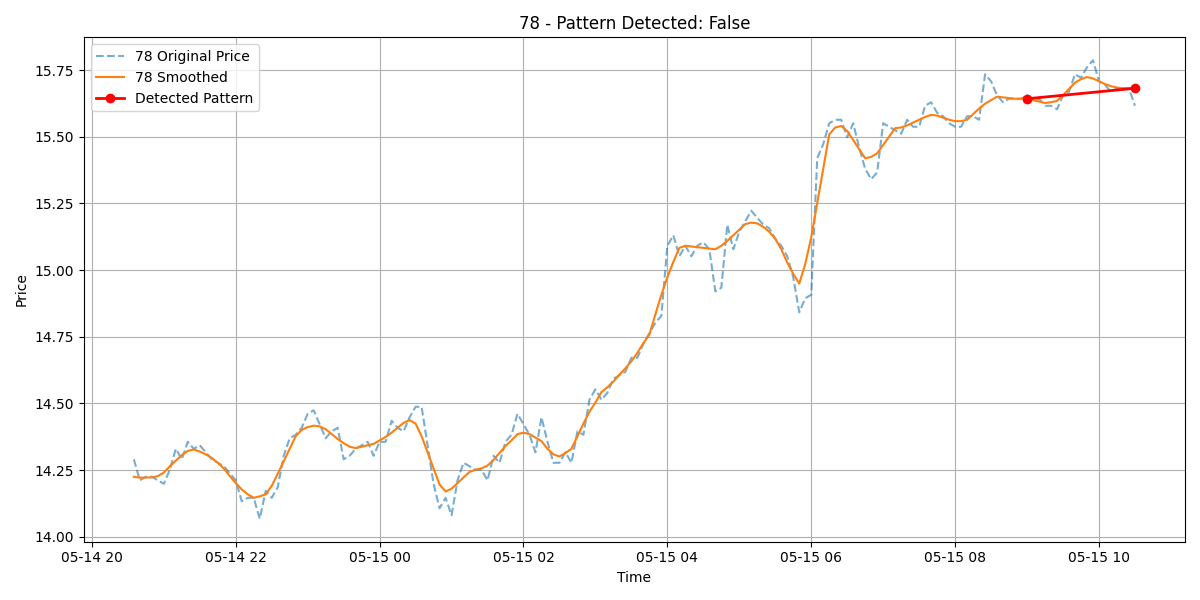 78 - Pattern Detected: False
78 Original Price
78 Smoothed
Detected Pattern
15.75
15.50
15.25
15.00
14.75
14.50
14.25
14.00
Price
05-14 20 05-14 22 05-15 00 05-15 02 05-15 04 05-15 06 05-15 08 05-15 10
Time